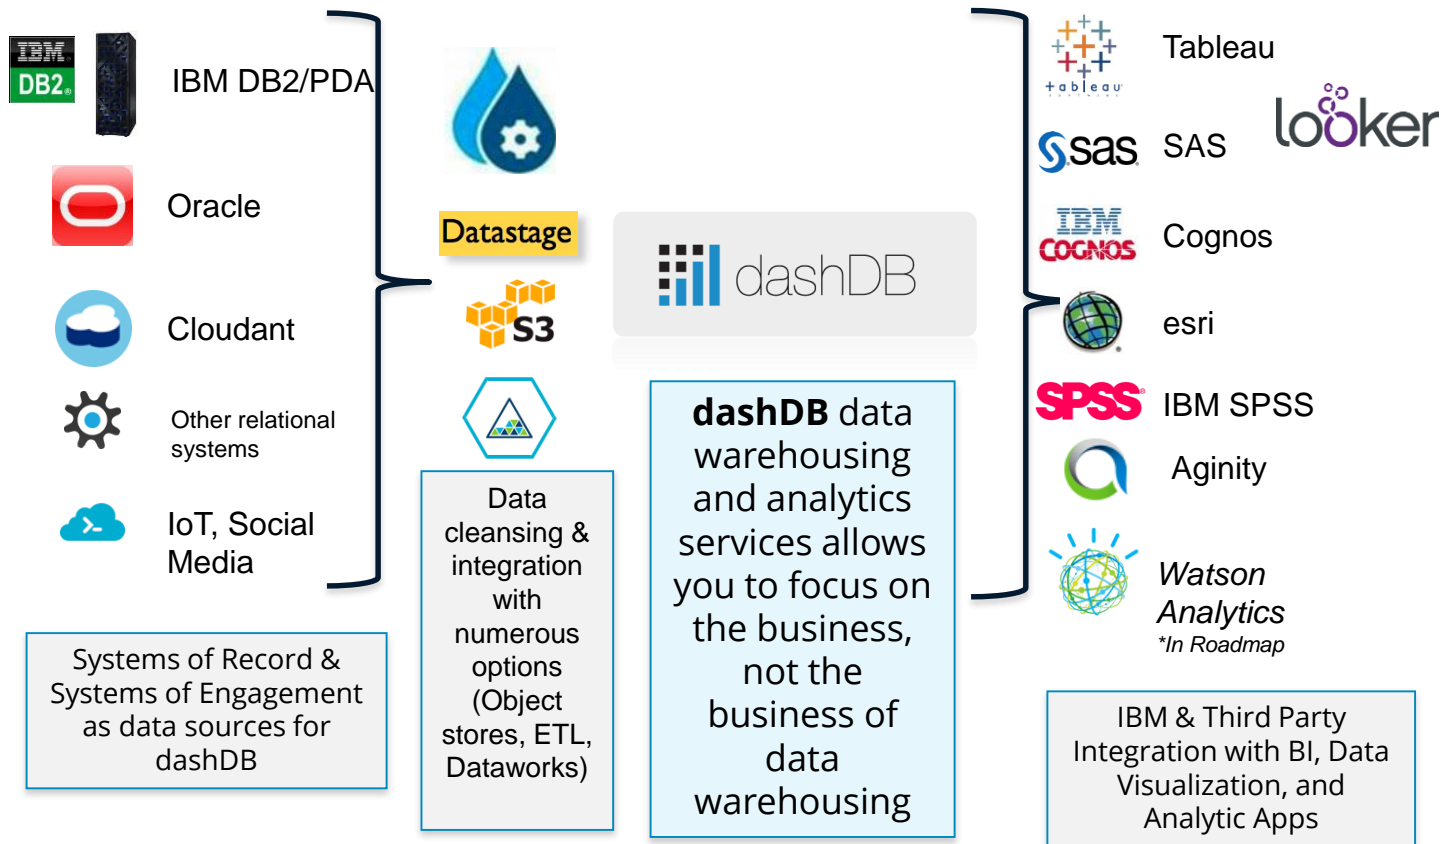 IBM
DB2®
IBM DB2/PDA
Oracle
Cloudant
Other relational
systems
IoT, Social
Media
Systems of Record &
Systems of Engagement
as data sources for
dashDB
Datastage
S3
Data
cleansing &
integration
with
numerous
options
(Object
stores, ETL,
Dataworks)
dashDB
dashDB data
warehousing
and analytics
services allows
you to focus on
the business,
not the
business of
data
warehousing
+ableau
Tableau
looker
sas
SAS
IBM
COGNOS
Cognos
esri
SPSS
IBM SPSS
Aginity
Watson
Analytics
*In Roadmap
IBM & Third Party
Integration with BI, Data
Visualization, and
Analytic Apps